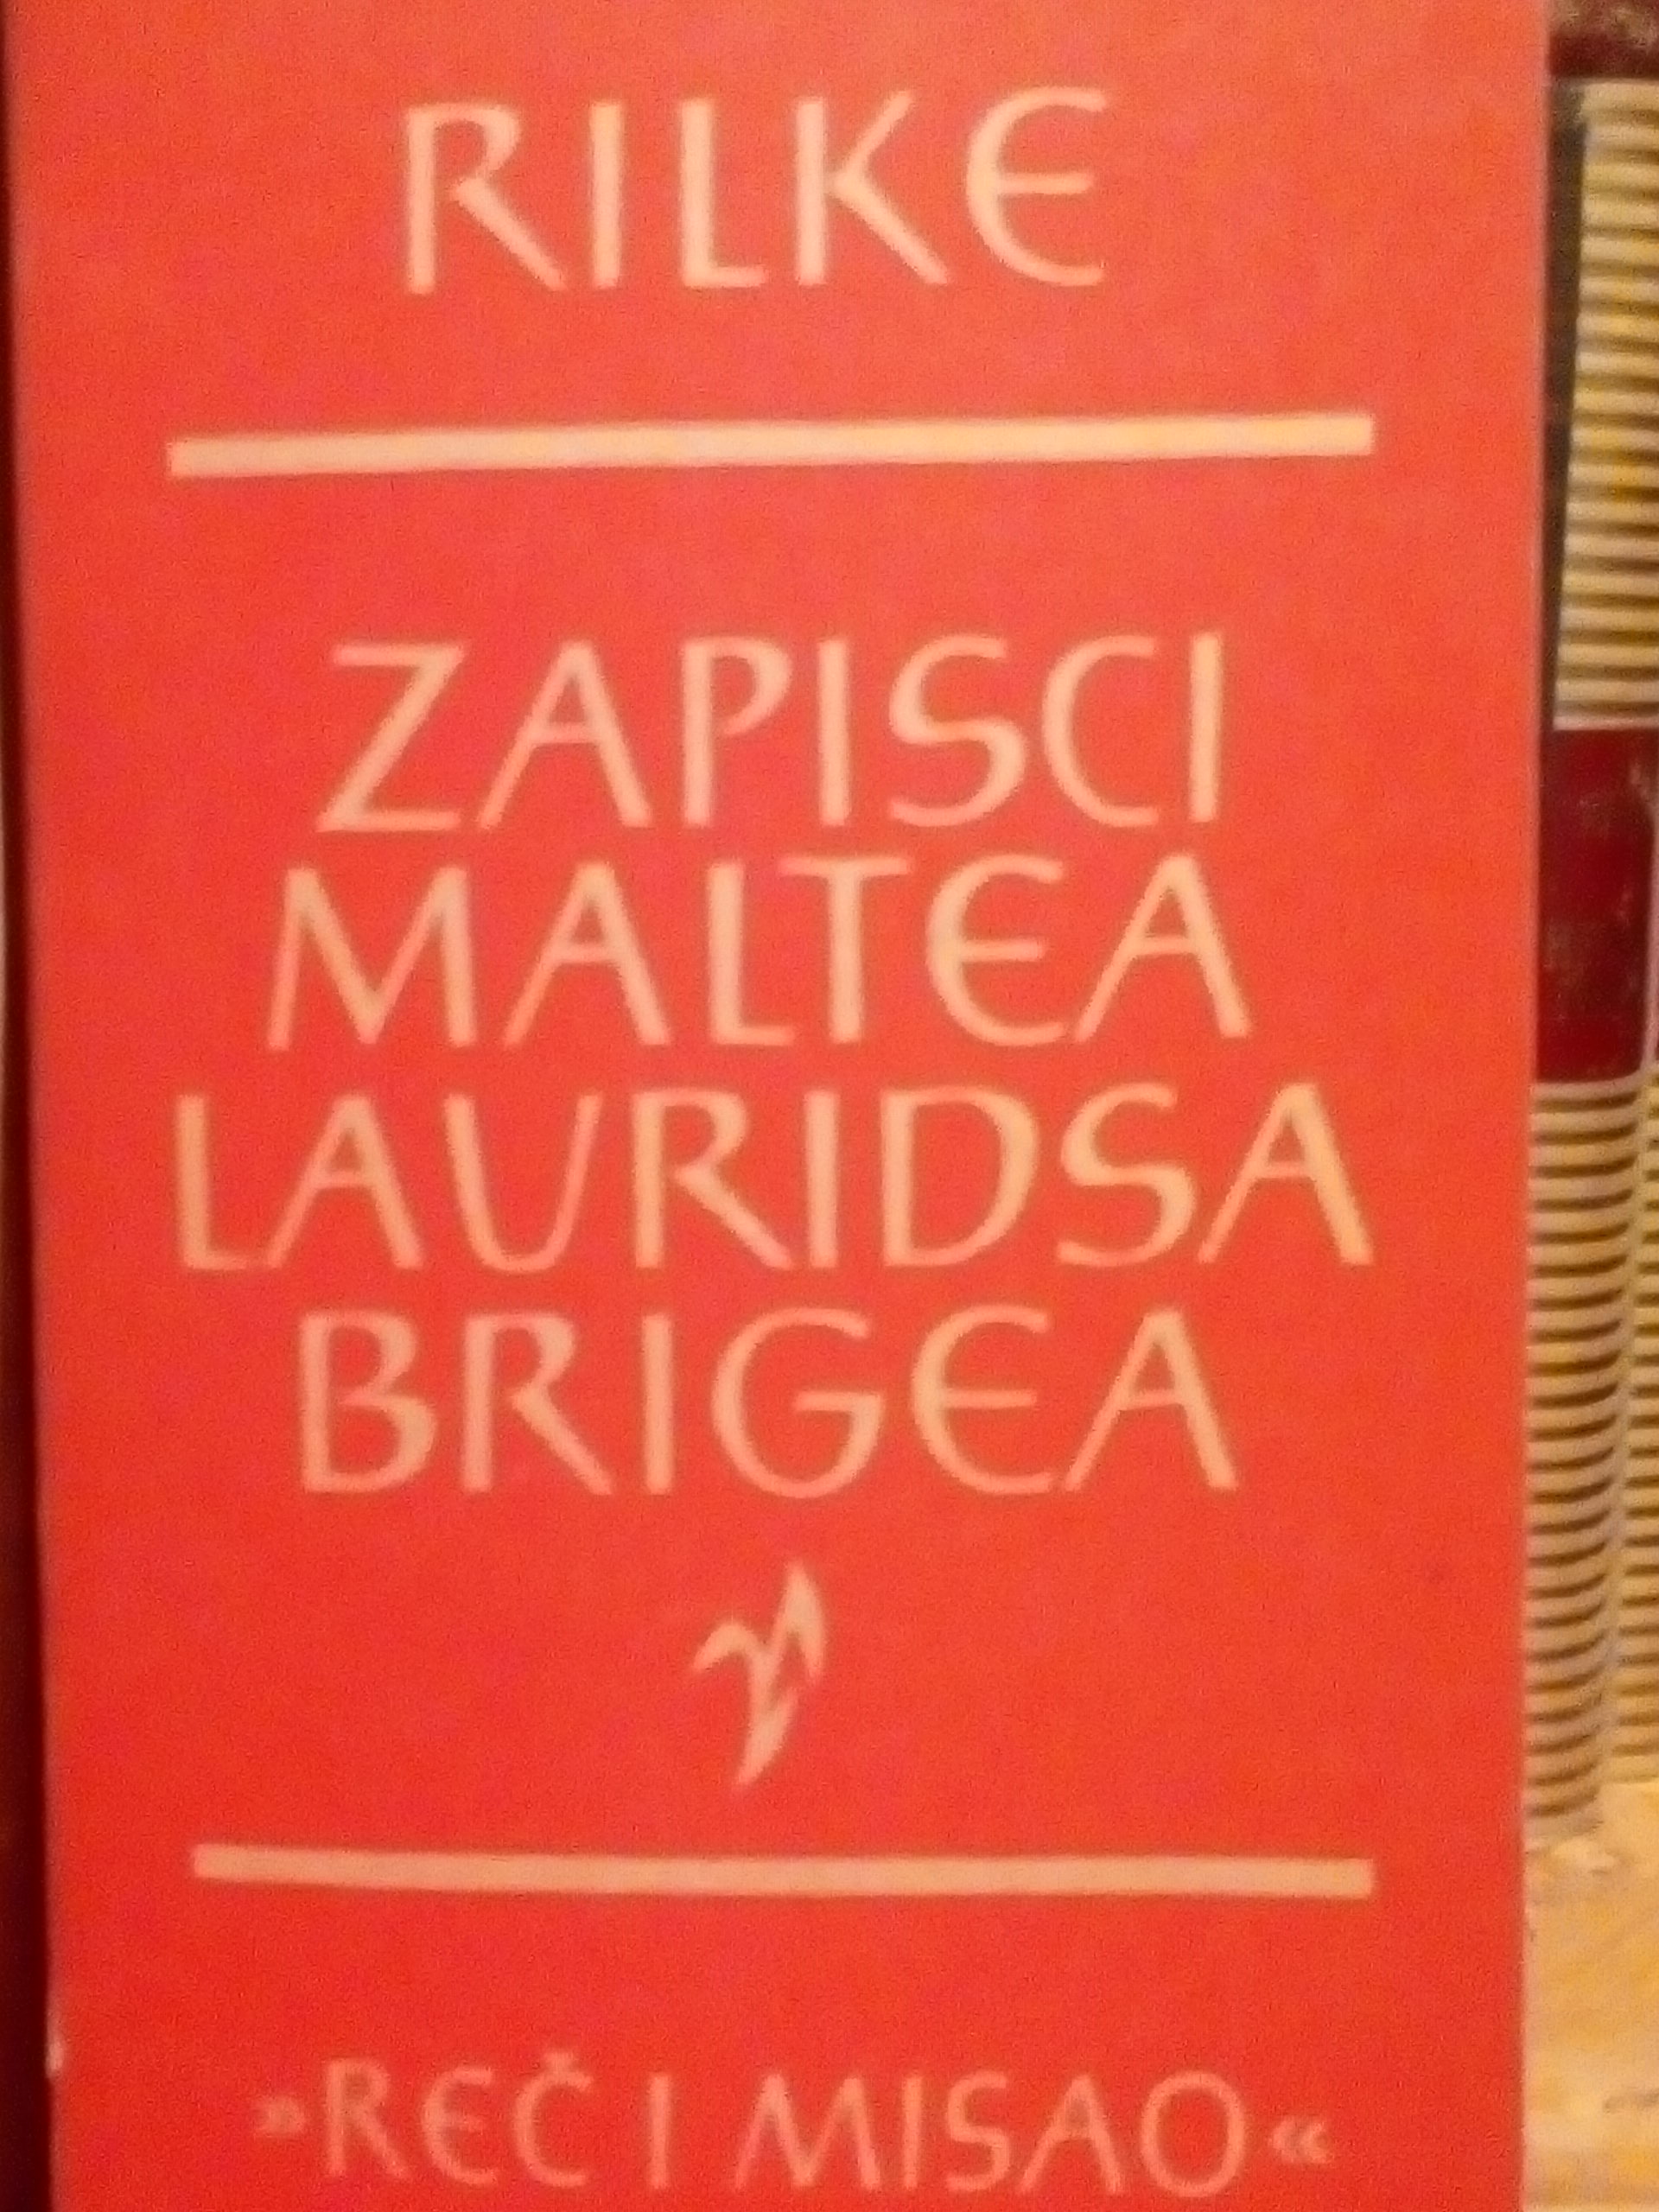 RILKE
ZAPISCI
MALTEA
LAURIDSA
BRIGEA
»REČ I MISAO«